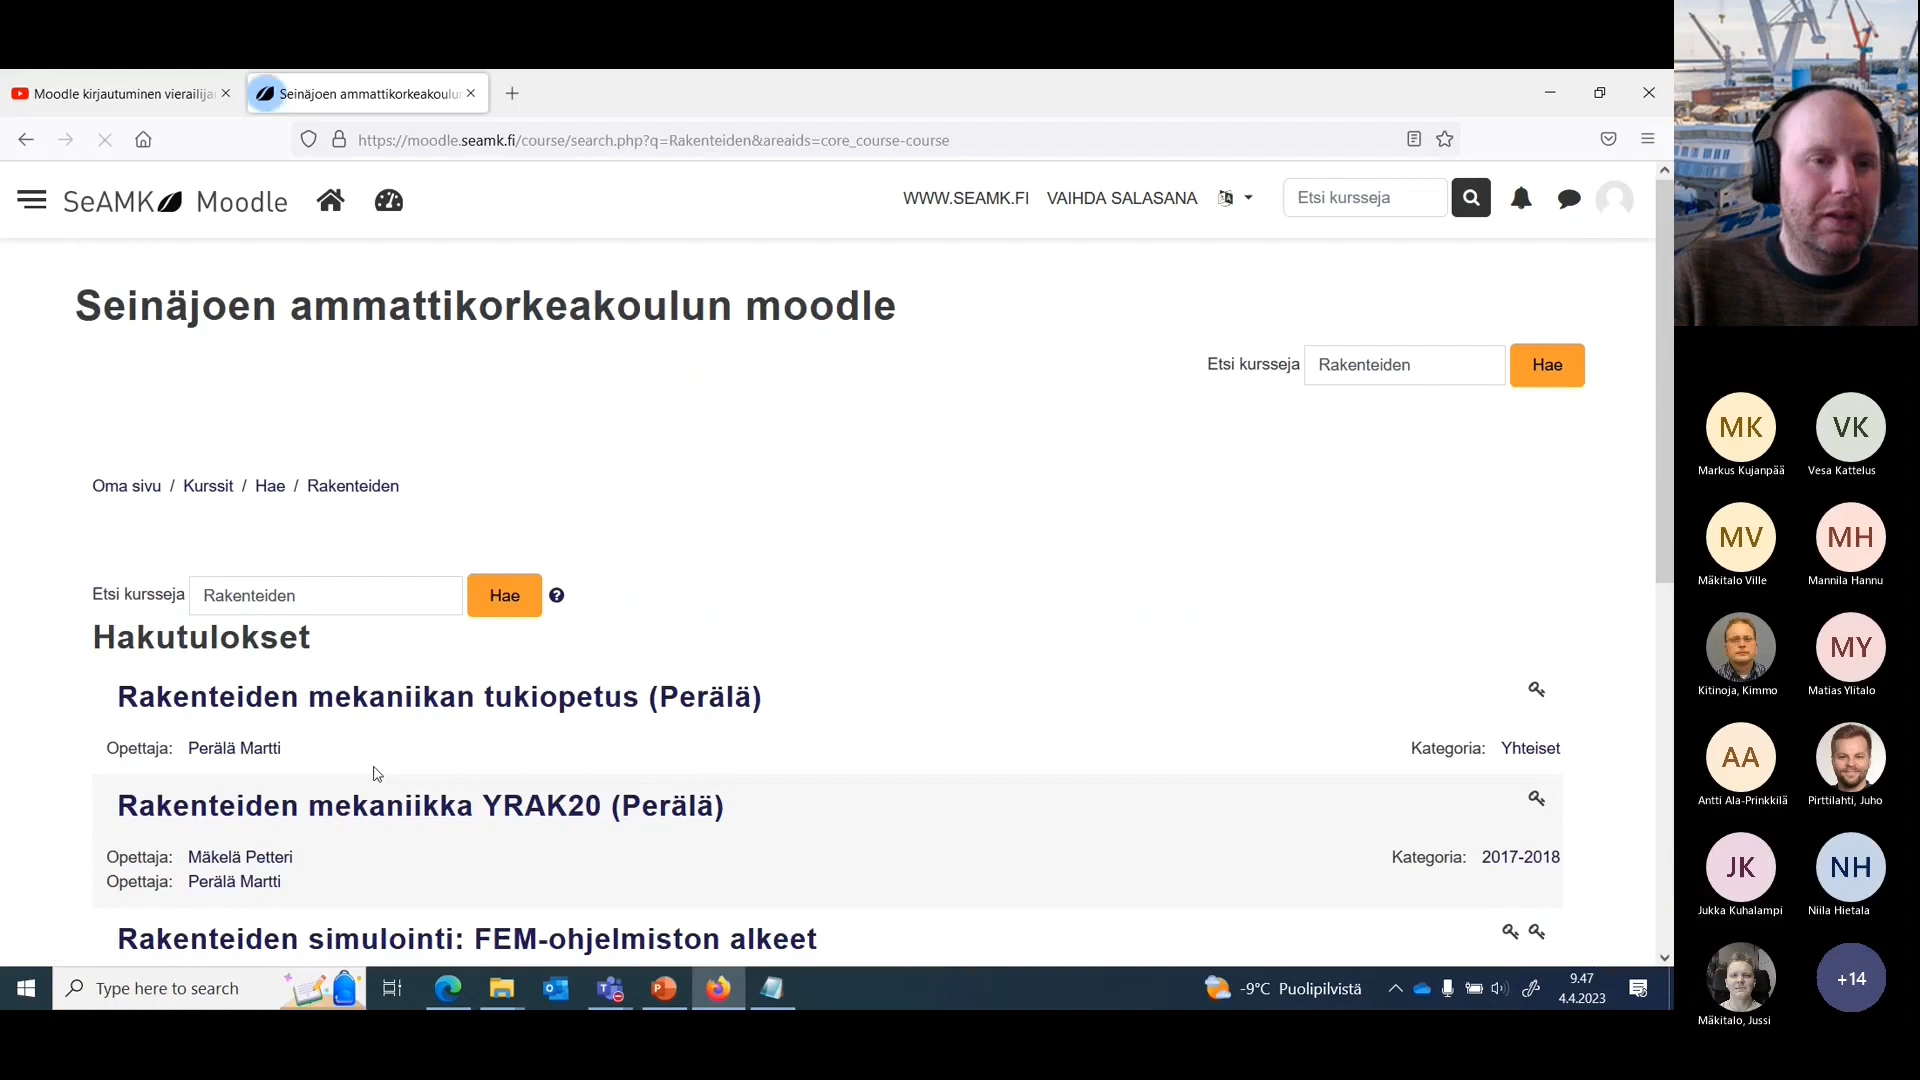 Moodle kirjautuminen vierailija
Seinäjoen ammattikorkeakoulun
https://moodle.seamk.fi/course/search.php?q=Rakenteiden&areaids=core_course-course
SeAMK Moodle
WWW.SEAMK.FI VAIHDA SALASANA
Etsi kursseja
Seinäjoen ammattikorkeakoulun moodle
Etsi kursseja Rakenteiden Hae
Oma sivu / Kurssit / Hae / Rakenteiden
Etsi kursseja Rakenteiden Hae
Hakutulokset
Rakenteiden mekaniikan tukiopetus (Perälä)
Opettaja: Perälä Martti
Kategoria: Yhteiset
Rakenteiden mekaniikka YRAK20 (Perälä)
Opettaja: Mäkelä Petteri
Kategoria: 2017-2018
Opettaja: Perälä Martti
Rakenteiden simulointi: FEM-ohjelmiston alkeet
Type here to search
-9°C Puolipilvistä
9.47
4.4.2023
MK
Markus Kujanpää
VK
Vesa Kattelus
MV
Mäkitalo Ville
MH
Mannila Hannu
Kitinoja, Kimmo
MY
Matias Ylitalo
AA
Antti Ala-Prinkkilä
Pirttilahti, Juho
JK
Jukka Kuhalampi
NH
Niila Hietala
Mäkitalo, Jussi
+14